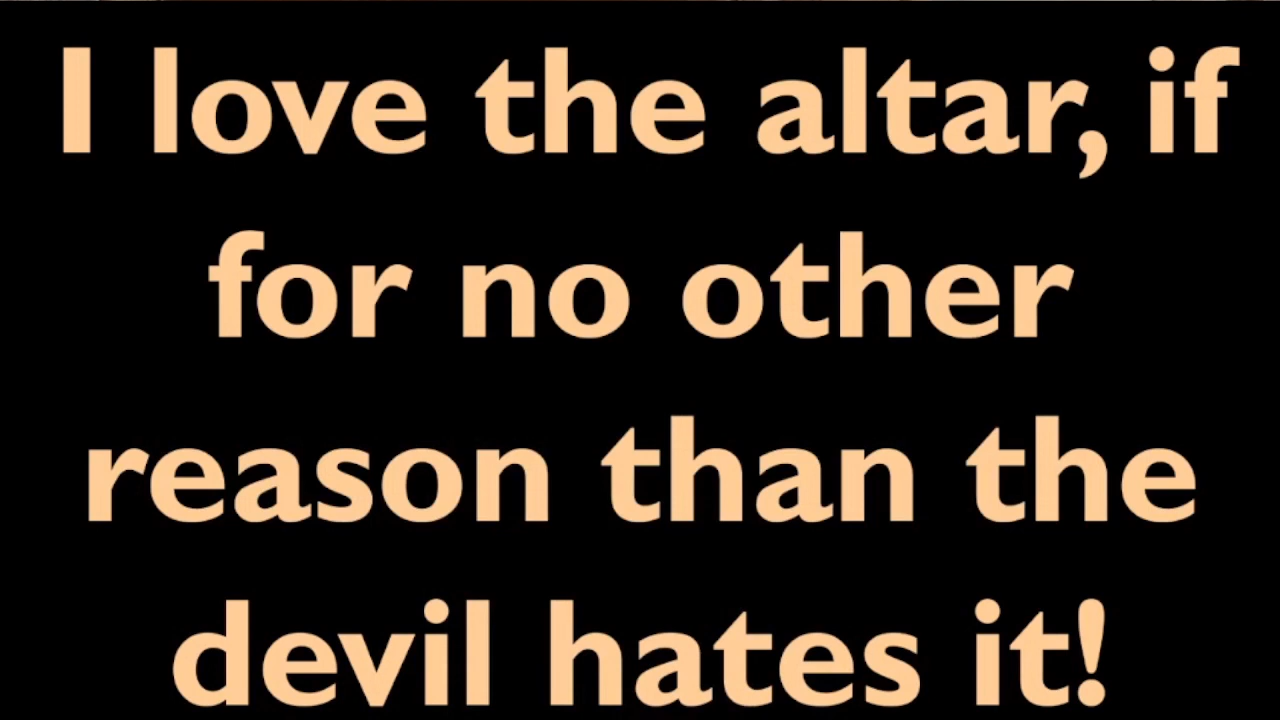 I love the altar, if
for no other
reason than the
devil hates it!